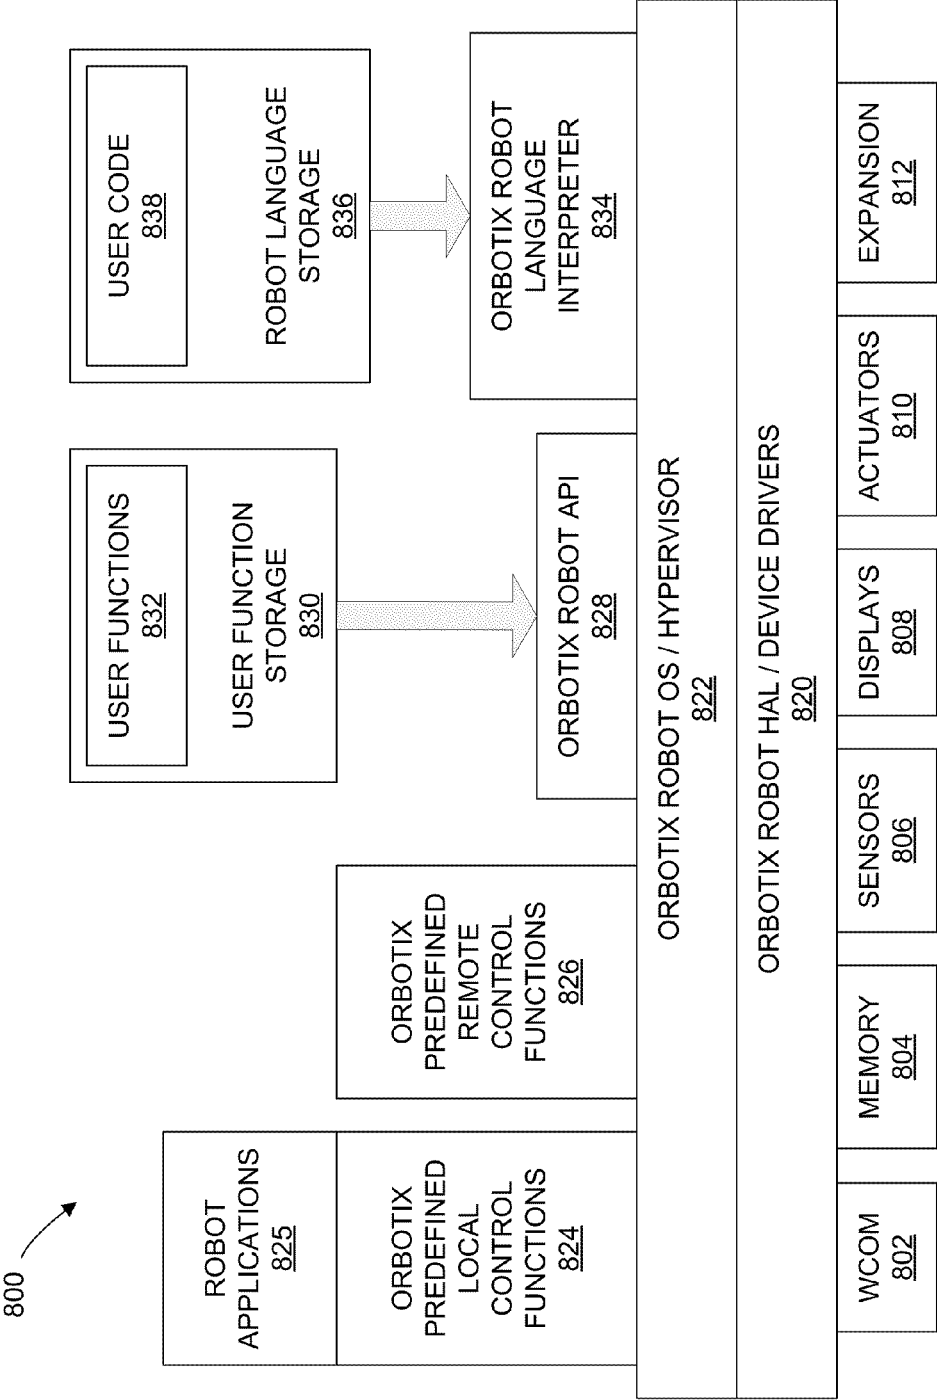 800
ROBOT
APPLICATIONS
825
ORBOTIX
PREDEFINED
LOCAL
CONTROL
FUNCTIONS
824
ORBOTIX
PREDEFINED
REMOTE
CONTROL
FUNCTIONS
826
USER FUNCTIONS
832
USER FUNCTION
STORAGE
830
ORBOTIX ROBOT API
828
USER CODE
838
ROBOT LANGUAGE
STORAGE
836
ORBOTIX ROBOT
LANGUAGE
INTERPRETER
834
ORBOTIX ROBOT OS / HYPERVISOR
822
ORBOTIX ROBOT HAL / DEVICE DRIVERS
820
WCOM
802
MEMORY
804
SENSORS
806
DISPLAYS
808
ACTUATORS
810
EXPANSION
812